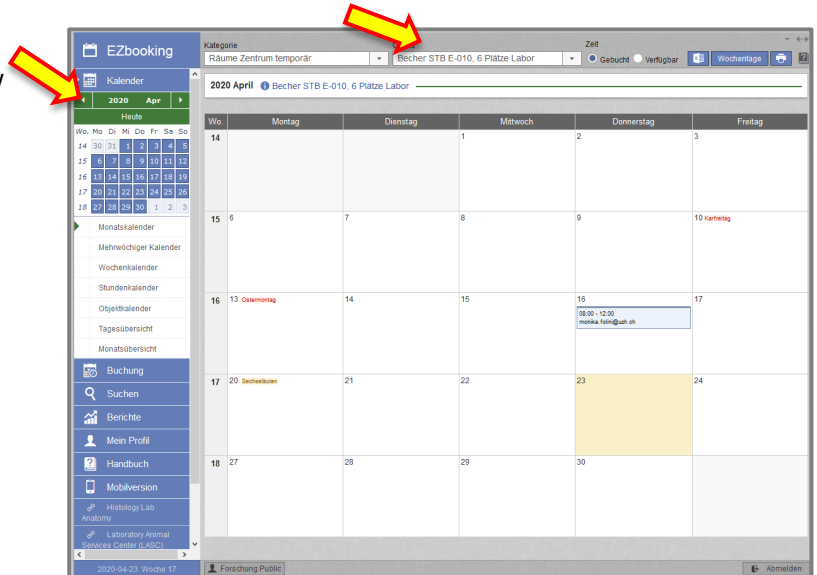 EZbooking
Kalender
2020 Apr
Heute
Wo. Mo Di Mi Do Fr Sa So
14 30 31 1 2 3 4 5
15 6 7 8 9 10 11 12
16 13 14 15 16 17 18 19
17 20 21 22 23 24 25 26
18 27 28 29 30 1 2 3
Monatskalender
Mehrwöchiger Kalender
Wochenkalender
Stundenkalender
Objektkalender
Tagesübersicht
Monatsübersicht
Buchung
Suchen
Berichte
Mein Profil
Handbuch
Mobilversion
Histology Lab
Anatomy
Laboratory Animal
Services Center (LASC)
2020-04-23 Woche 17
Kategorie
Räume Zentrum temporär
Becher STB E-010, 6 Plätze Labor
Zeit
Gebucht Verfügbar
Wochentage
2020 April Becher STB E-010, 6 Plätze Labor
Wo. Montag Dienstag Mittwoch Donnerstag Freitag
14 1 2 3
15 6 7 8 9 10 Karfreitag
16 13 Ostermontag 14 15 16 17
08:00 - 12:00
monika.folini@uzh.ch
17 20 Sechseläuten 21 22 23 24
18 27 28 29 30
Forschung Public
Abmelden